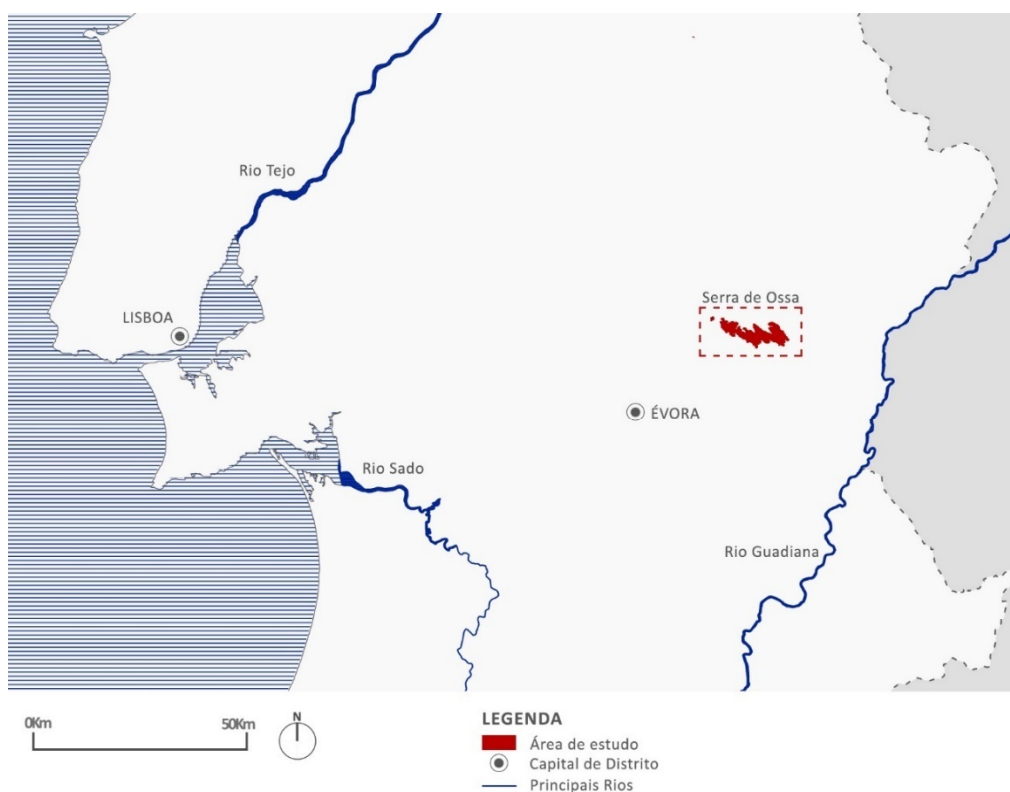 Rio Tejo
Serra de Ossa
LISBOA
ÉVORA
Rio Sado
Rio Guadiana
0Km
50Km
N
LEGENDA
Área de estudo
Capital de Distrito
Principais Rios